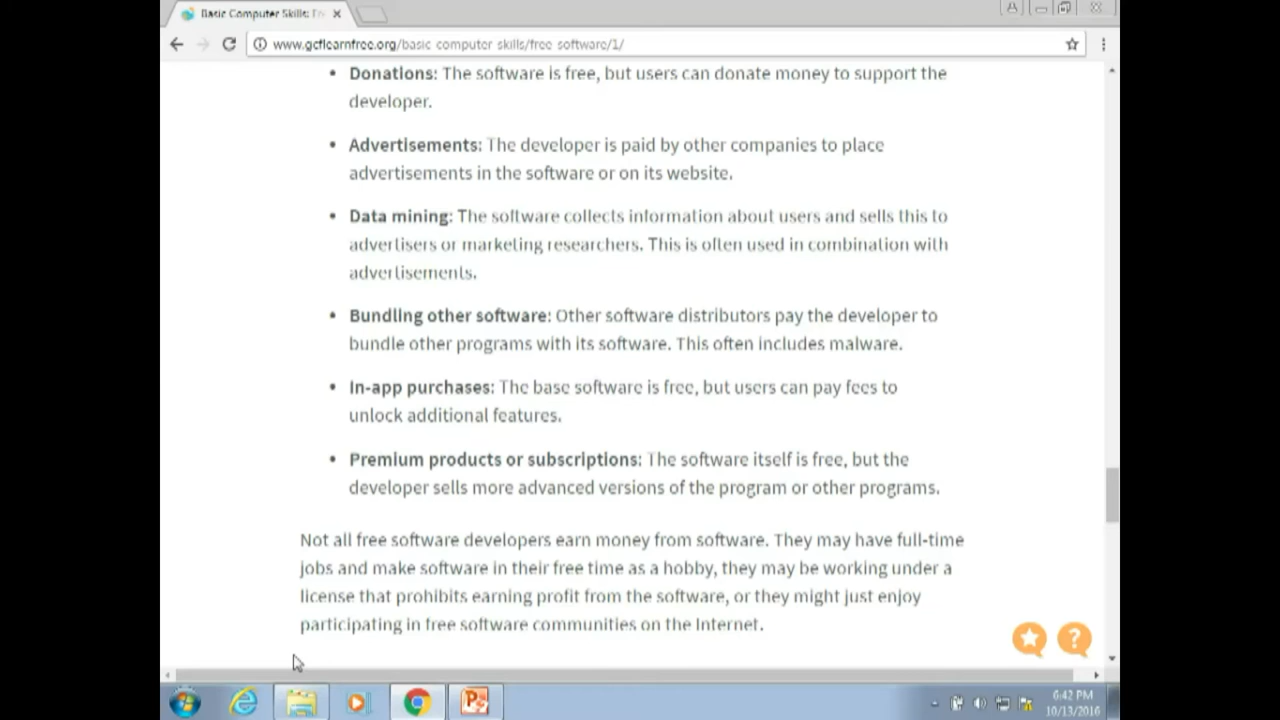 Basic Computer Skills: Fr
www.gcflearnfree.org/basic computer skills/free software/1/
• Donations: The software is free, but users can donate money to support the
developer.
• Advertisements: The developer is paid by other companies to place
advertisements in the software or on its website.
• Data mining: The software collects information about users and sells this to
advertisers or marketing researchers. This is often used in combination with
advertisements.
• Bundling other software: Other software distributors pay the developer to
bundle other programs with its software. This often includes malware.
• In-app purchases: The base software is free, but users can pay fees to
unlock additional features.
• Premium products or subscriptions: The software itself is free, but the
developer sells more advanced versions of the program or other programs.
Not all free software developers earn money from software. They may have full-time
jobs and make software in their free time as a hobby, they may be working under a
license that prohibits earning profit from the software, or they might just enjoy
participating in free software communities on the Internet.
?
6:42 PM
10/13/2016